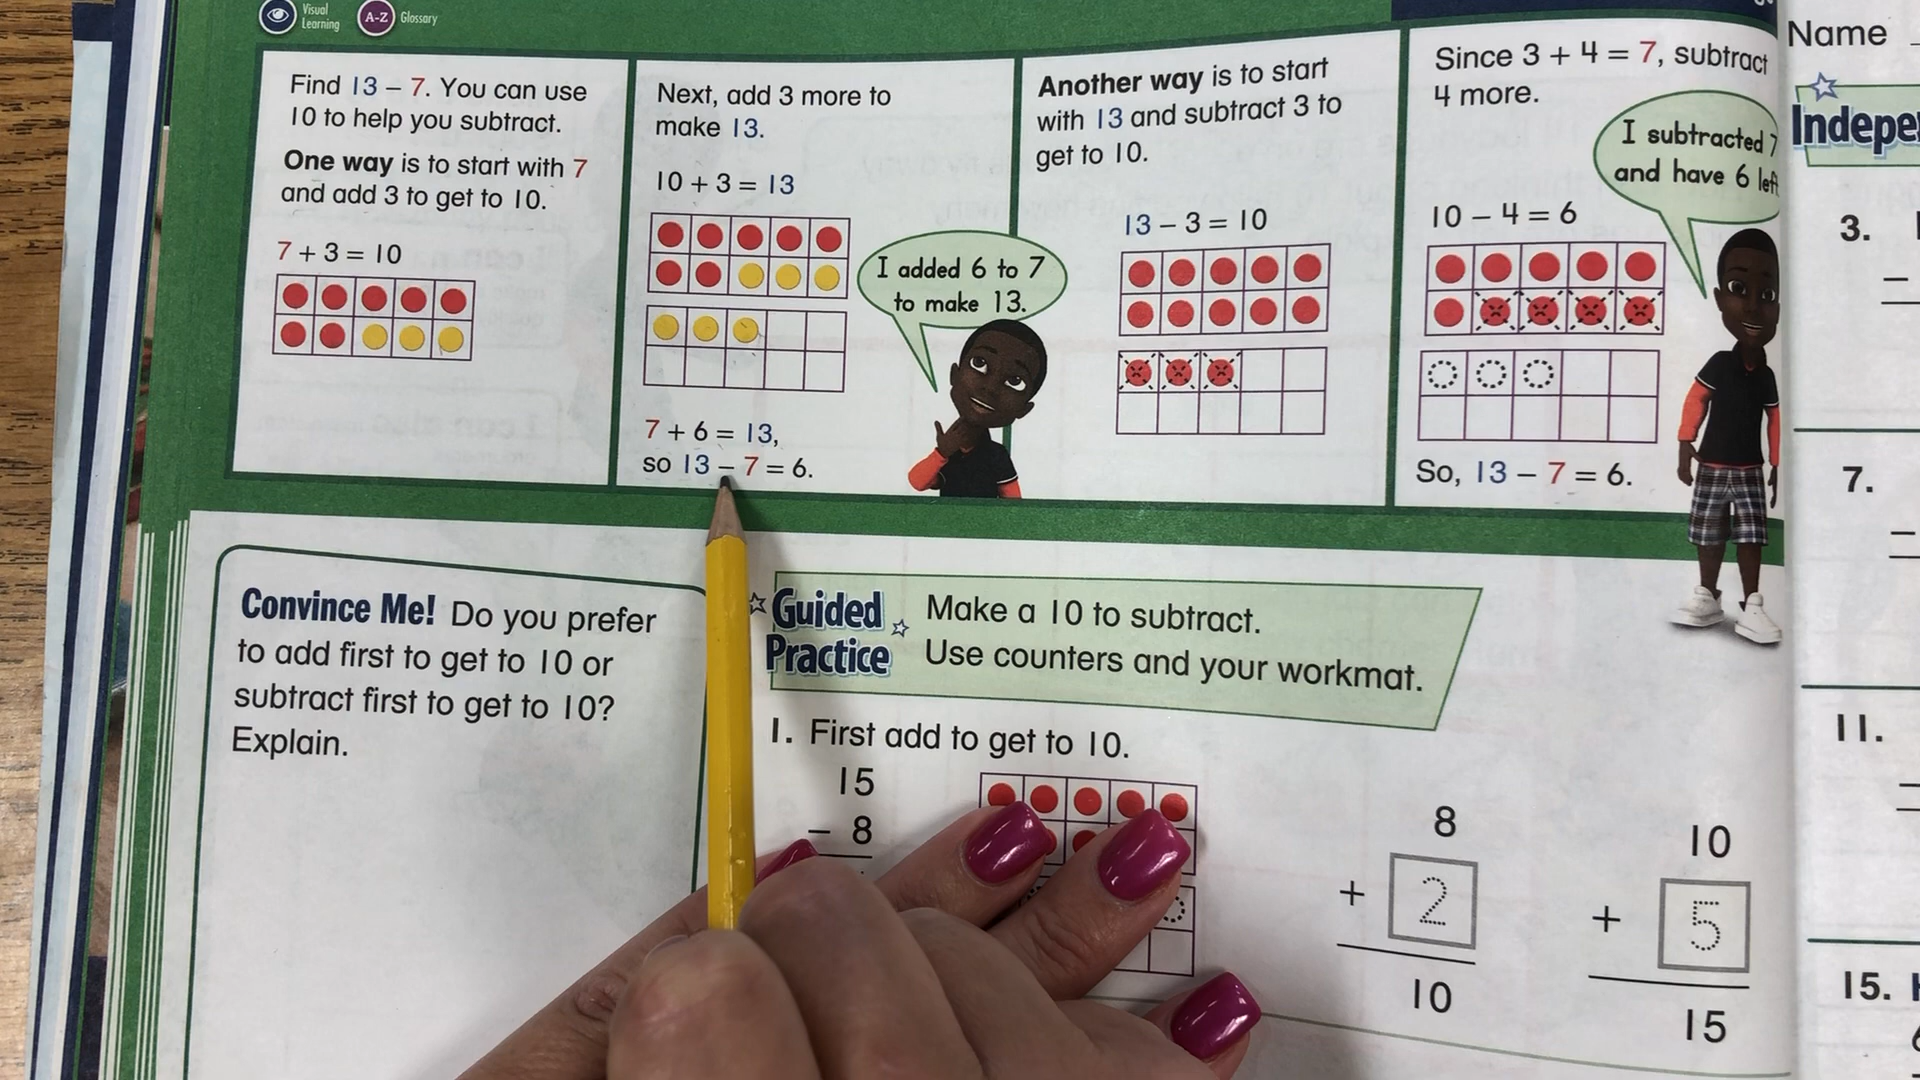 Visual
Learning
A-Z
Glossary
Find 13 – 7. You can use
10 to help you subtract.
One way is to start with 7
and add 3 to get to 10.
7 + 3 = 10
Next, add 3 more to
make 13.
10 + 3 = 13
I added 6 to 7
to make 13.
7 + 6 = 13,
so 13 – 7 = 6.
Another way is to start
with 13 and subtract 3 to
get to 10.
13 – 3 = 10
Since 3 + 4 = 7, subtract
4 more.
I subtracted 7
and have 6 left
10 – 4 = 6
So, 13 – 7 = 6.
Convince Me! Do you prefer
to add first to get to 10 or
subtract first to get to 10?
Explain.
Guided
Practice
Make a 10 to subtract.
Use counters and your workmat.
1. First add to get to 10.
15
– 8
8
+ 2
10
10
+ 5
15
Name
3.
–
7.
–
11.
–
15.